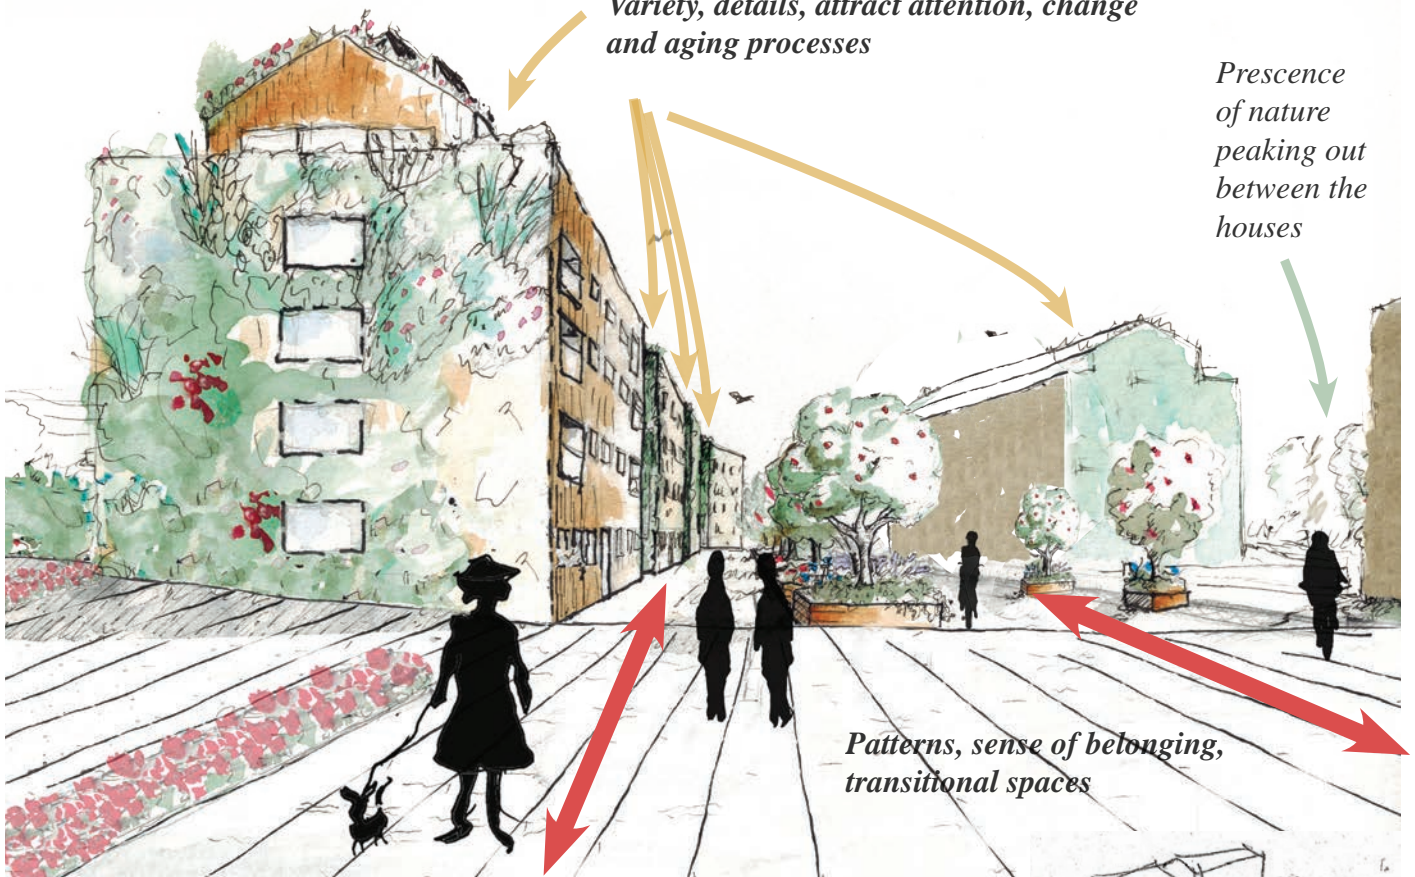 Variety, details, attract attention, change
and aging processes
Prescence
of nature
peaking out
between the
houses
Patterns, sense of belonging,
transitional spaces